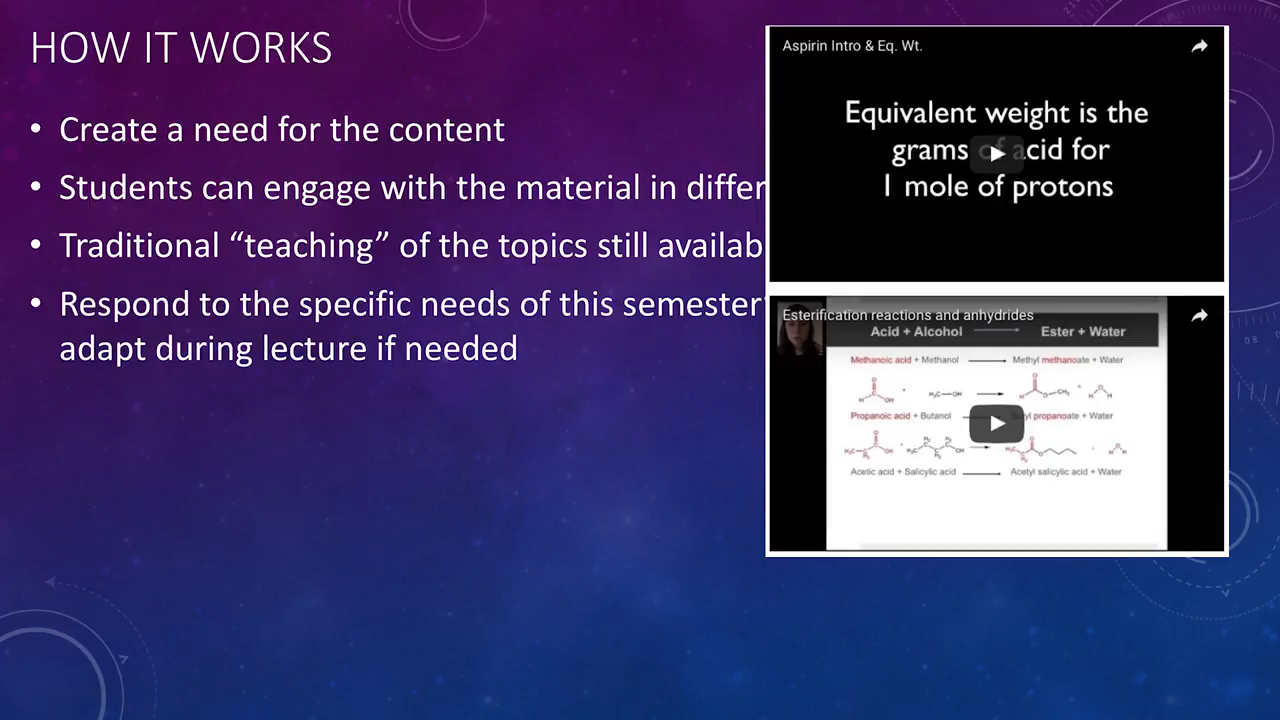 HOW IT WORKS
• Create a need for the content
• Students can engage with the material in differ
• Traditional “teaching” of the topics still availab
• Respond to the specific needs of this semester
adapt during lecture if needed
Aspirin Intro & Eq. Wt.
Equivalent weight is the
grams of acid for
1 mole of protons
Esterification reactions and anhydrides
Acid + Alcohol Ester + Water
Methanoic acid + Methanol Methyl methanoate + Water
Propanoic acid + Butanol propanoate + Water
Acetic acid + Salicylic acid Acetyl salicylic acid + Water